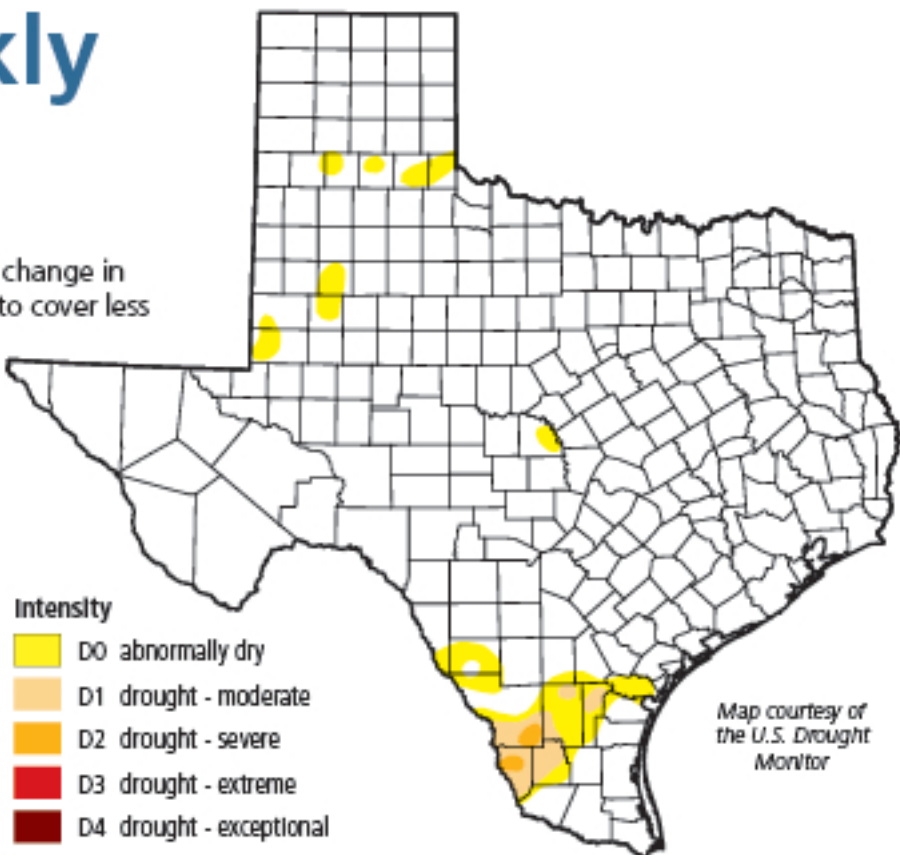 kly
change in
to cover less
Intensity
D0 abnormally dry
D1 drought - moderate
D2 drought - severe
D3 drought - extreme
D4 drought - exceptional
Map courtesy of
the U.S. Drought
Monitor